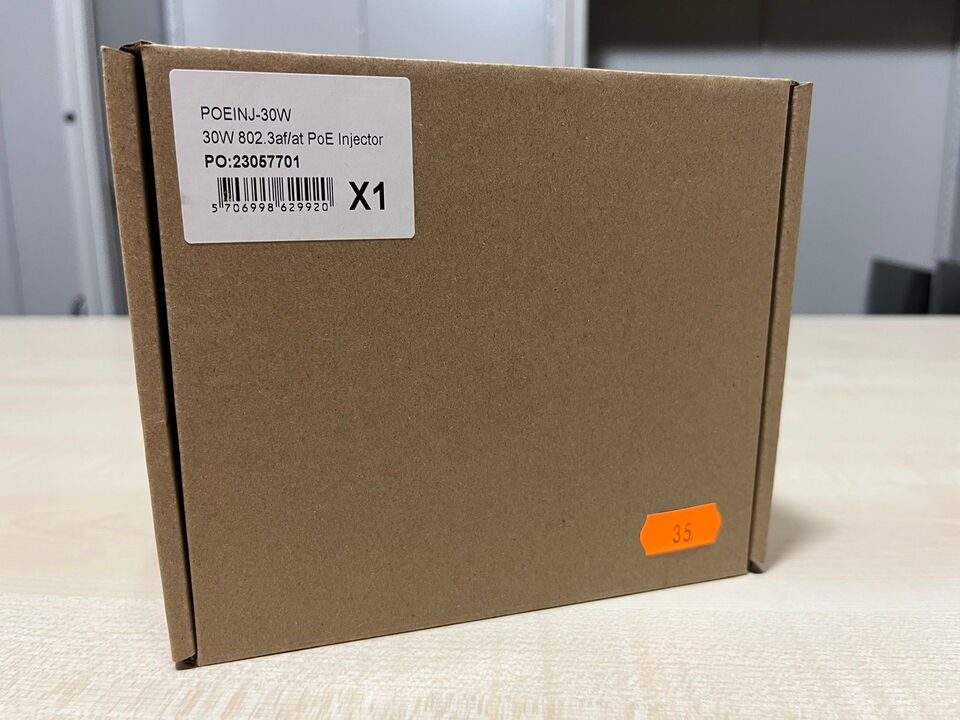 POEINJ-30W
30W 802.3af/at PoE Injector
PO:23057701
5 706998 629920 X1
35.